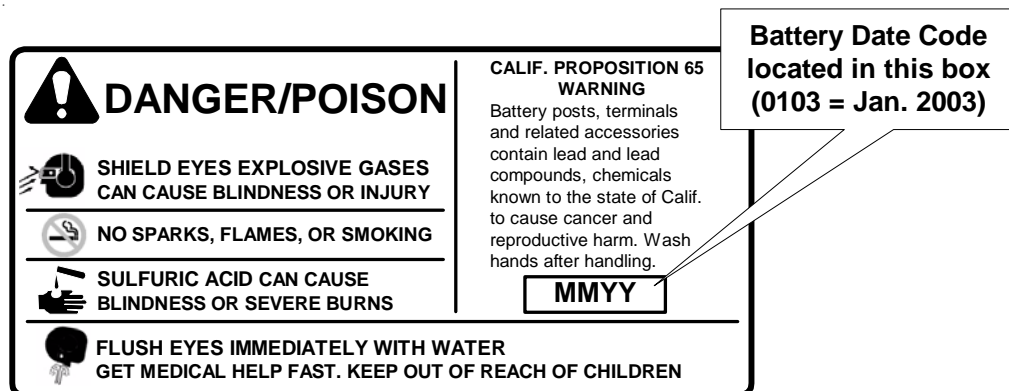 DANGER/POISON
SHIELD EYES EXPLOSIVE GASES
CAN CAUSE BLINDNESS OR INJURY
NO SPARKS, FLAMES, OR SMOKING
SULFURIC ACID CAN CAUSE
BLINDNESS OR SEVERE BURNS
CALIF. PROPOSITION 65
WARNING
Battery posts, terminals
and related accessories
contain lead and lead
compounds, chemicals
known to the state of Calif.
to cause cancer and
reproductive harm. Wash
hands after handling.
MMYY
FLUSH EYES IMMEDIATELY WITH WATER
GET MEDICAL HELP FAST. KEEP OUT OF REACH OF CHILDREN
Battery Date Code
located in this box
(0103 = Jan. 2003)